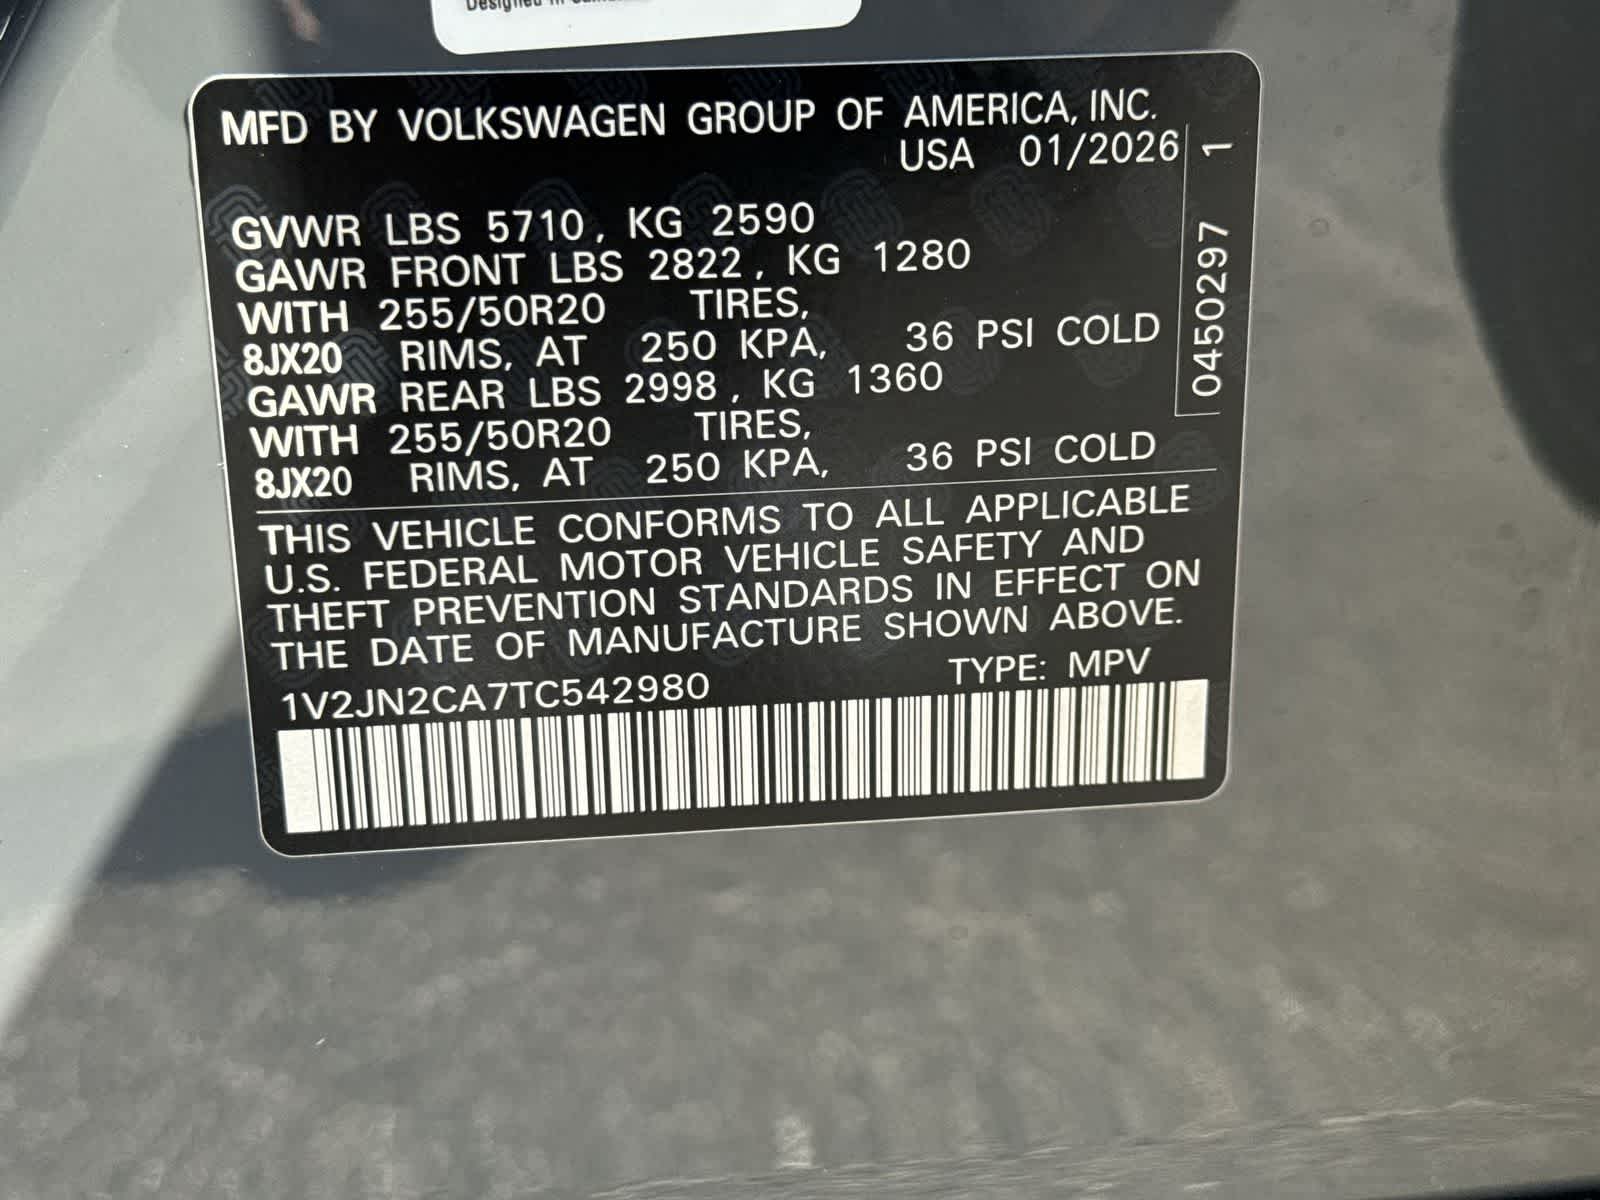 Designed in
MFD BY VOLKSWAGEN GROUP OF AMERICA, INC.
USA 01/2026
GVWR LBS 5710, KG 2590
GAWR FRONT LBS 2822, KG 1280
WITH 255/50R20 TIRES,
8JX20 RIMS, AT 250 KPA, 36 PSI COLD
GAWR REAR LBS 2998, KG 1360
WITH 255/50R20 TIRES,
8JX20 RIMS, AT 250 KPA, 36 PSI COLD
THIS VEHICLE CONFORMS TO ALL APPLICABLE
U.S. FEDERAL MOTOR VEHICLE SAFETY AND
THEFT PREVENTION STANDARDS IN EFFECT ON
THE DATE OF MANUFACTURE SHOWN ABOVE.
1V2JN2CA7TC542980 TYPE: MPV
0450297 1